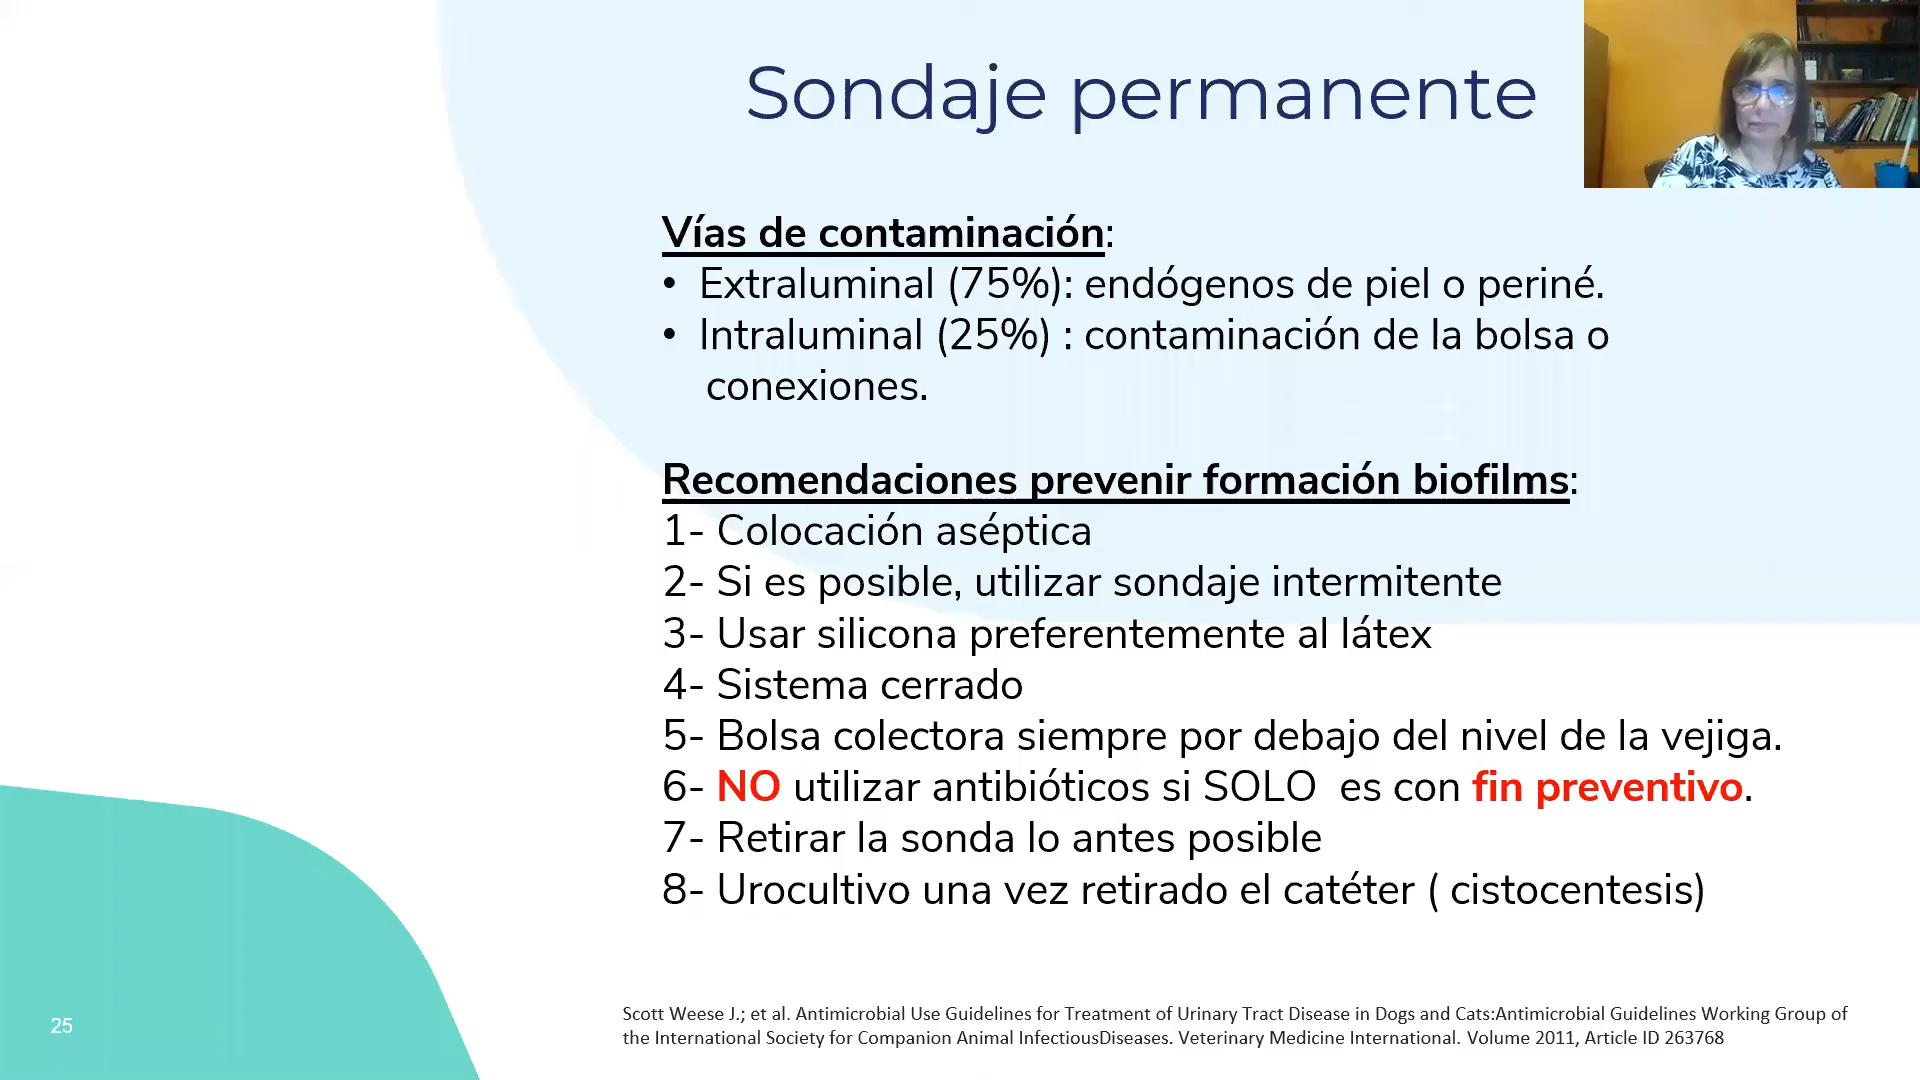 Sondaje permanente
Vías de contaminación:
• Extraluminal (75%): endógenos de piel o periné.
• Intraluminal (25%) : contaminación de la bolsa o
conexiones.
Recomendaciones prevenir formación biofilms:
1- Colocación aséptica
2- Si es posible, utilizar sondaje intermitente
3- Usar silicona preferentemente al látex
4- Sistema cerrado
5- Bolsa colectora siempre por debajo del nivel de la vejiga.
6- NO utilizar antibióticos si SOLO  es con fin preventivo.
7- Retirar la sonda lo antes posible
8- Urocultivo una vez retirado el catéter ( cistocentesis)
Scott Weese J.; et al. Antimicrobial Use Guidelines for Treatment of Urinary Tract Disease in Dogs and Cats:Antimicrobial Guidelines Working Group of
the International Society for Companion Animal InfectiousDiseases. Veterinary Medicine International. Volume 2011, Article ID 263768
25